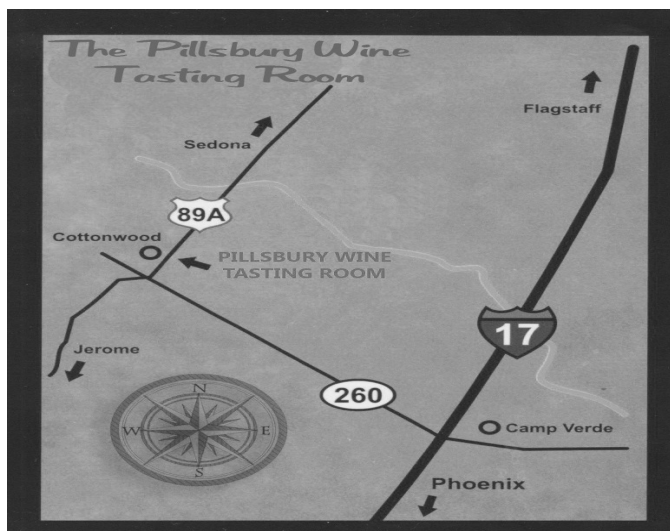 The Pillsbury Wine
Tasting Room
Flagstaff
Sedona
89A
Cottonwood
PILLSBURY WINE
TASTING ROOM
17
Jerome
260
N
W
E
S
Camp Verde
Phoenix